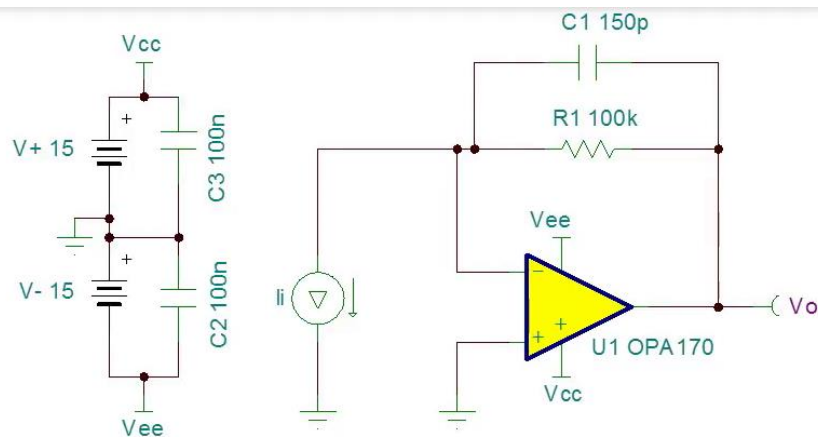 Vcc
V+ 15
+
C3 100n
V- 15
+
C2 100n
Vee
Ii
C1 150p
R1 100k
Vee
−
+
+
U1 OPA170
Vcc
Vo